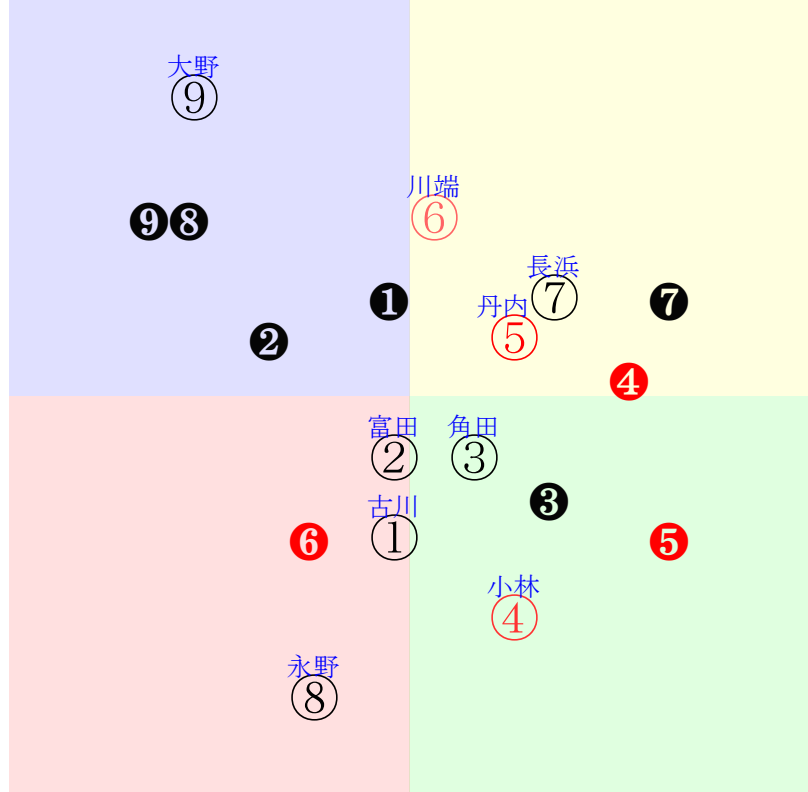 大野
⑨
川端
❾❽
⑥
長浜
❶
⑦
❼
丹内
⑤
❷
❹
富田
角田
②
③
❸
古川
①
❻
❺
小林
④
永野
⑧